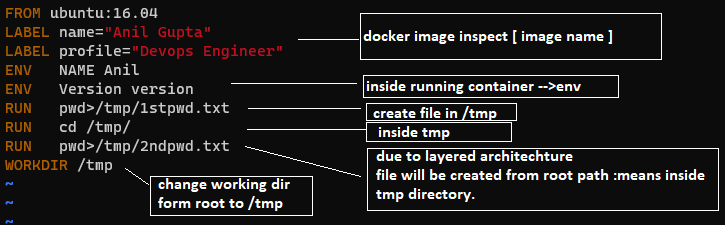 FROM ubuntu:16.04
LABEL name="Anil Gupta"
LABEL profile="Devops Engineer"
ENV NAME Anil
ENV Version version
RUN pwd>/tmp/1stpwd.txt
RUN cd /tmp/
RUN pwd>/tmp/2ndpwd.txt
WORKDIR /tmp
~
~
~
docker image inspect [ image name ]
inside running container -->env
create file in /tmp
inside tmp
due to layered architechture
file will be created from root path :means inside
tmp directory.
change working dir
form root to /tmp